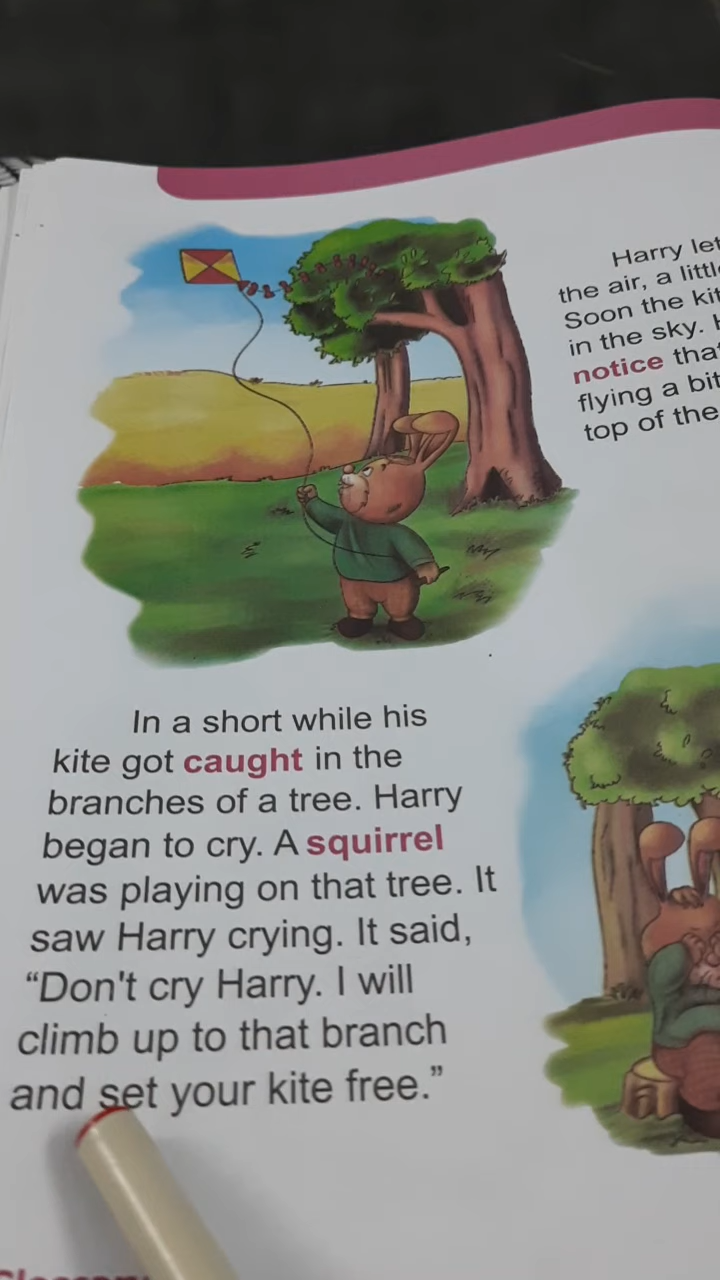 In a short while his
kite got caught in the
branches of a tree. Harry
began to cry. A squirrel
was playing on that tree. It
saw Harry crying. It said,
“Don't cry Harry. I will
climb up to that branch
and set your kite free.”
Harry let
the air, a
Soon the
in the sky.
notice
flying a bit
top of the